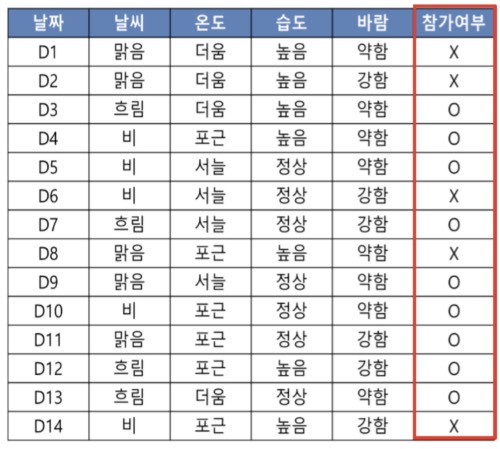 날짜 날씨 온도 습도 바람 참가여부
D1 맑음 더움 높음 약함 X
D2 맑음 더움 높음 강함 X
D3 흐림 더움 높음 약함 O
D4 비 포근 높음 약함 O
D5 비 서늘 정상 약함 O
D6 비 서늘 정상 강함 X
D7 흐림 서늘 정상 강함 O
D8 맑음 포근 높음 약함 X
D9 맑음 서늘 정상 약함 O
D10 비 포근 정상 약함 O
D11 맑음 포근 정상 강함 O
D12 흐림 포근 높음 강함 O
D13 흐림 더움 정상 약함 O
D14 비 포근 높음 강함 X